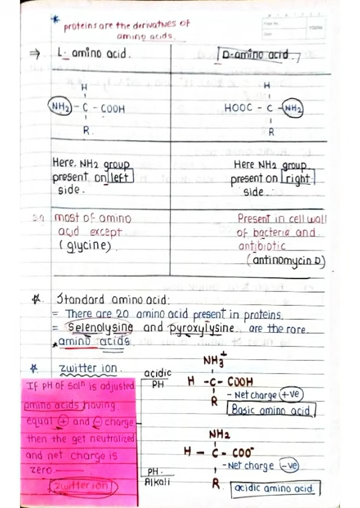 * proteins are the derivatives of
amino acids.
⇒ L. amino acid. D-amino acid
H H
NH₂ - C - COOH HOOC - C - NH₂
R R
Here, NH2 group Here NH2 group
present on left present on right
side. side.
most of amino Present in cell wall
acid except of bacteria and
(glycine). antibiotic
(antinomycin D)
* Standard amino acid:
= There are 20 amino acid present in proteins.
= Selenolysine and pyroxylysine are the rare
amino acids
* zwitter ion.
If pH of solⁿ is adjusted
amino acids having
equal + and - charge
then the get neutralized
and net charge is
zero.
Zwitter ion
acidic
PH
NH₃⁺
H - C - COOH
R - Net charge +ve
Basic amino acid
NH₂
H - C - COO⁻
PH - Net charge -ve
Alkali R acidic amino acid